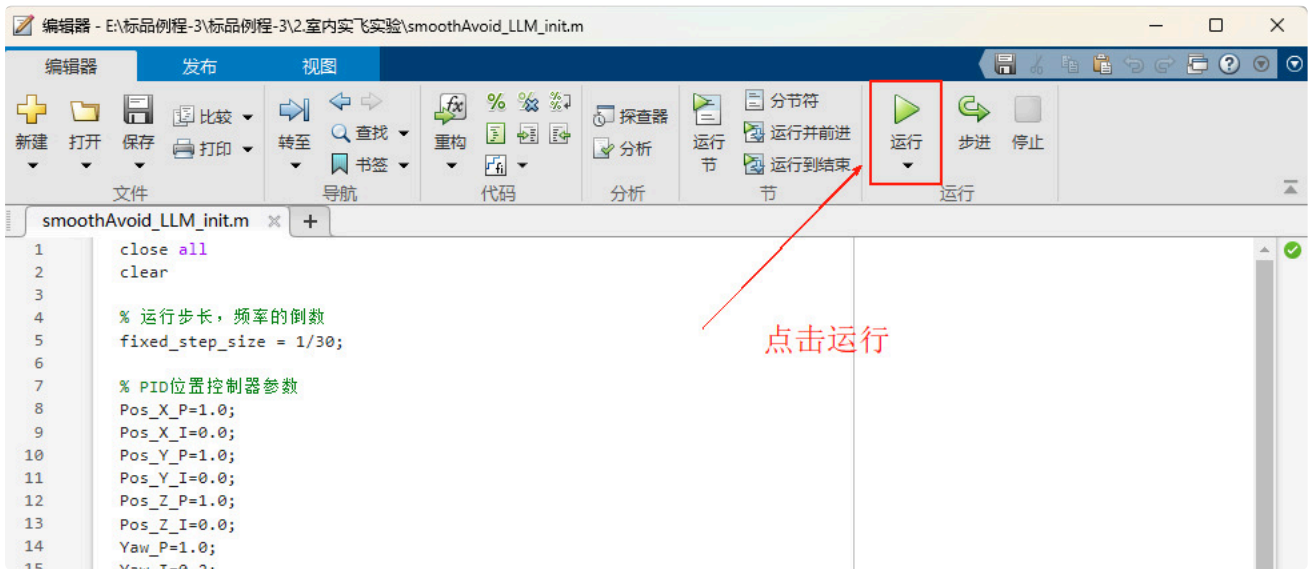 编辑器 - E:\标品例程-3\标品例程-3\2.室内实飞实验\smoothAvoid_LLM_init.m
编辑器 发布 视图
新建 打开 保存 比较 打印 转至 查找 书签 重构 探查器 分析 运行节 分节符 运行并前进 运行到结束 运行 步进 停止
文件 导航 代码 分析 节 运行
smoothAvoid_LLM_init.m
1 close all
2 clear
3
4 % 运行步长，频率的倒数
5 fixed_step_size = 1/30;
6
7 % PID位置控制器参数
8 Pos_X_P=1.0;
9 Pos_X_I=0.0;
10 Pos_Y_P=1.0;
11 Pos_Y_I=0.0;
12 Pos_Z_P=1.0;
13 Pos_Z_I=0.0;
14 Yaw_P=1.0;
点击运行